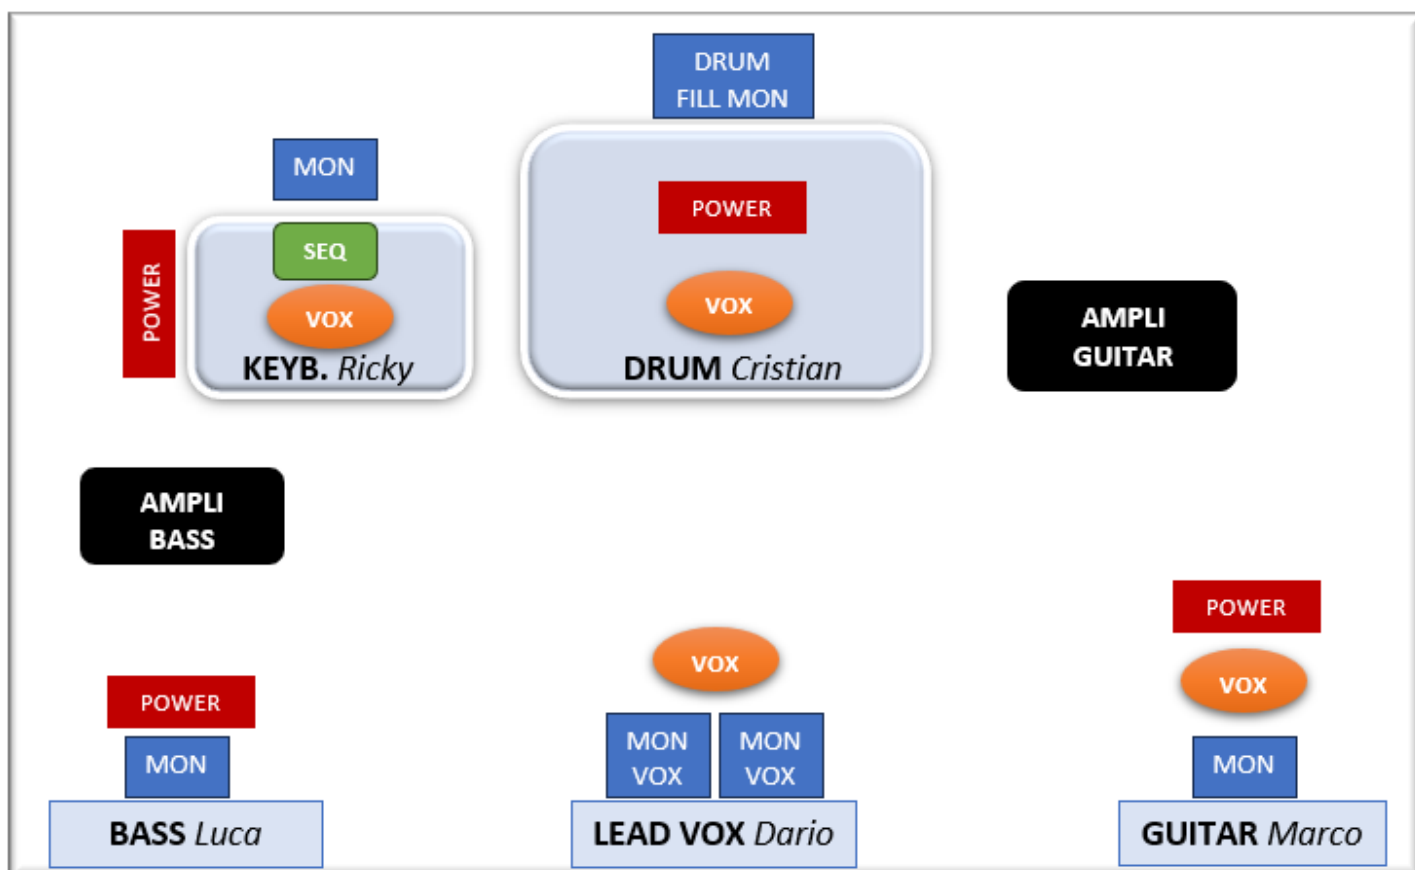 DRUM
FILL MON
MON
POWER
SEQ
POWER
VOX
VOX
KEYB. Ricky
DRUM Cristian
AMPLI
GUITAR
AMPLI
BASS
POWER
VOX
VOX
POWER
MON
MON
VOX
MON
VOX
MON
BASS Luca
LEAD VOX Dario
GUITAR Marco